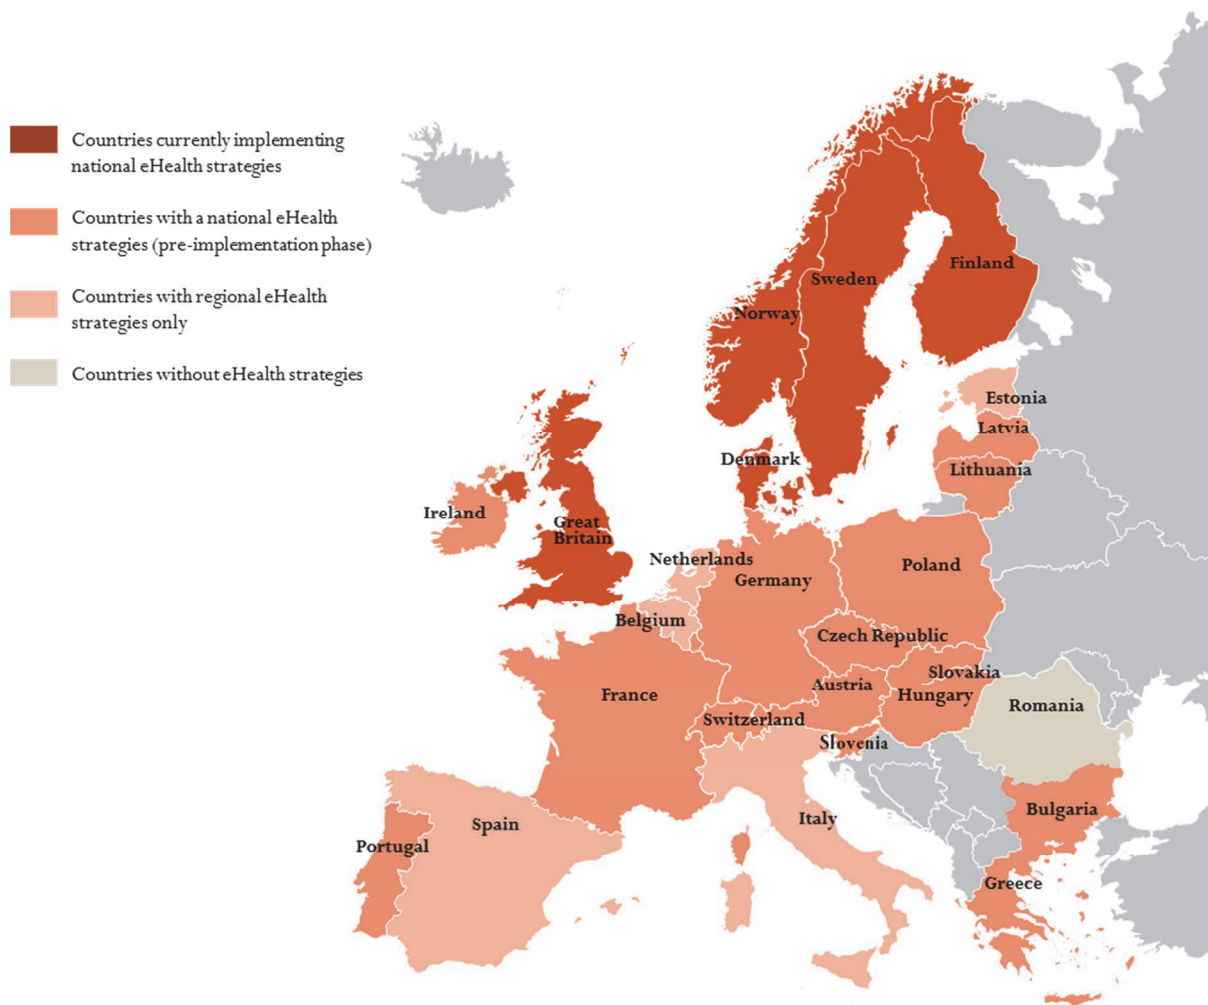 Countries currently implementing
national eHealth strategies
Countries with a national eHealth
strategies (pre-implementation phase)
Countries with regional eHealth
strategies only
Countries without eHealth strategies
Finland
Sweden
Norway
Estonia
Latvia
Denmark
Lithuania
Ireland
Great
Britain
Netherlands
Poland
Germany
Belgium
Czech Republic
Slovakia
Austria
Hungary
France
Romania
Switzerland
Slovenia
Bulgaria
Italy
Spain
Portugal
Greece